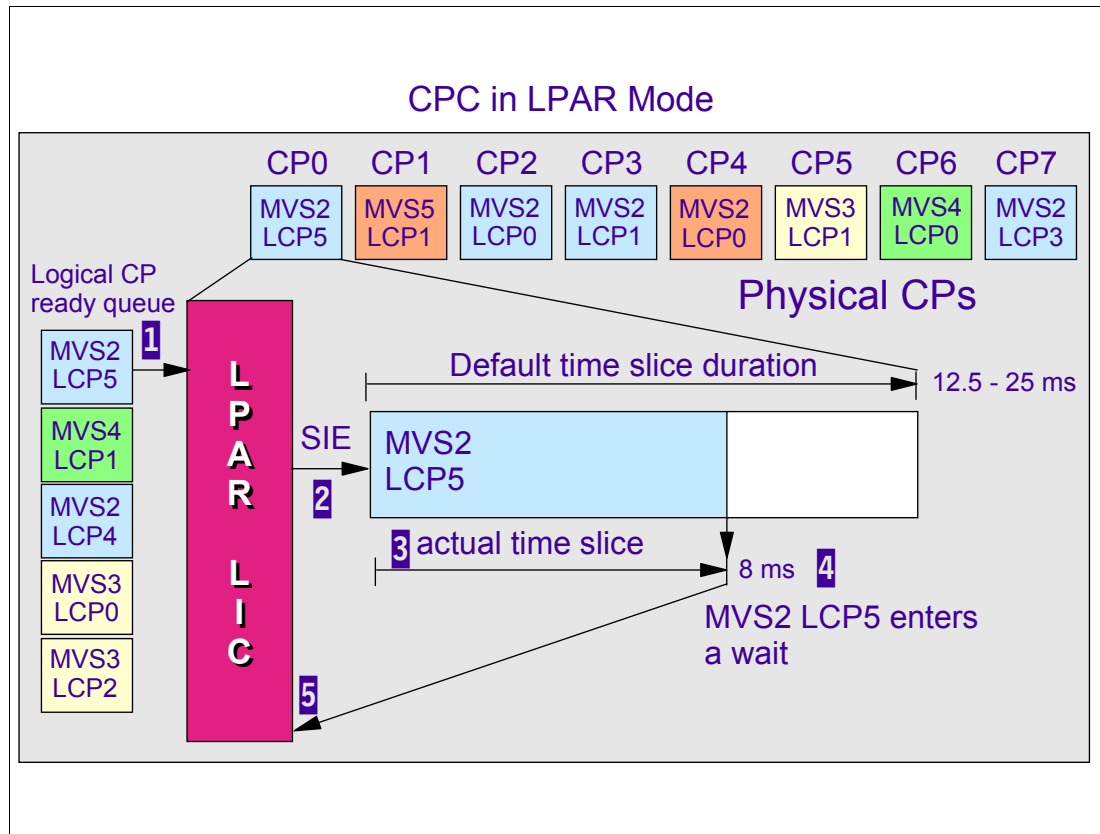 CPC in LPAR Mode
CP0 CP1 CP2 CP3 CP4 CP5 CP6 CP7
MVS2 MVS5 MVS2 MVS2 MVS2 MVS3 MVS4 MVS2
LCP5 LCP1 LCP0 LCP1 LCP0 LCP1 LCP0 LCP3
Physical CPs
Logical CP
ready queue
1
MVS2
LCP5
MVS4
LCP1
MVS2
LCP4
MVS3
LCP0
MVS3
LCP2
LPAR LIC
Default time slice duration
12.5 - 25 ms
SIE
2
MVS2
LCP5
3 actual time slice
8 ms 4
MVS2 LCP5 enters
a wait
5